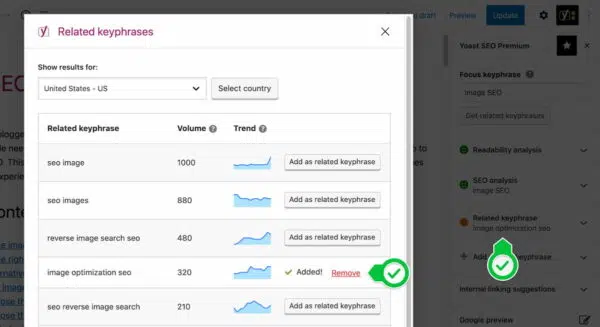 Related keyphrases
Show results for:
United States - US
Select country
Related keyphrase Volume Trend
seo image 1000 Add as related keyphrase
seo images 880 Add as related keyphrase
reverse image search seo 480 Add as related keyphrase
image optimization seo 320 Added! Remove
seo reverse image search 210 Add as related keyphrase
draft Preview Update
Yoast SEO Premium
Focus keyphrase
image SEO
Get related keyphrases
Readability analysis
SEO analysis
image SEO
Related keyphrase
image optimization seo
Add keyphrase
Internal linking suggestions
Google preview